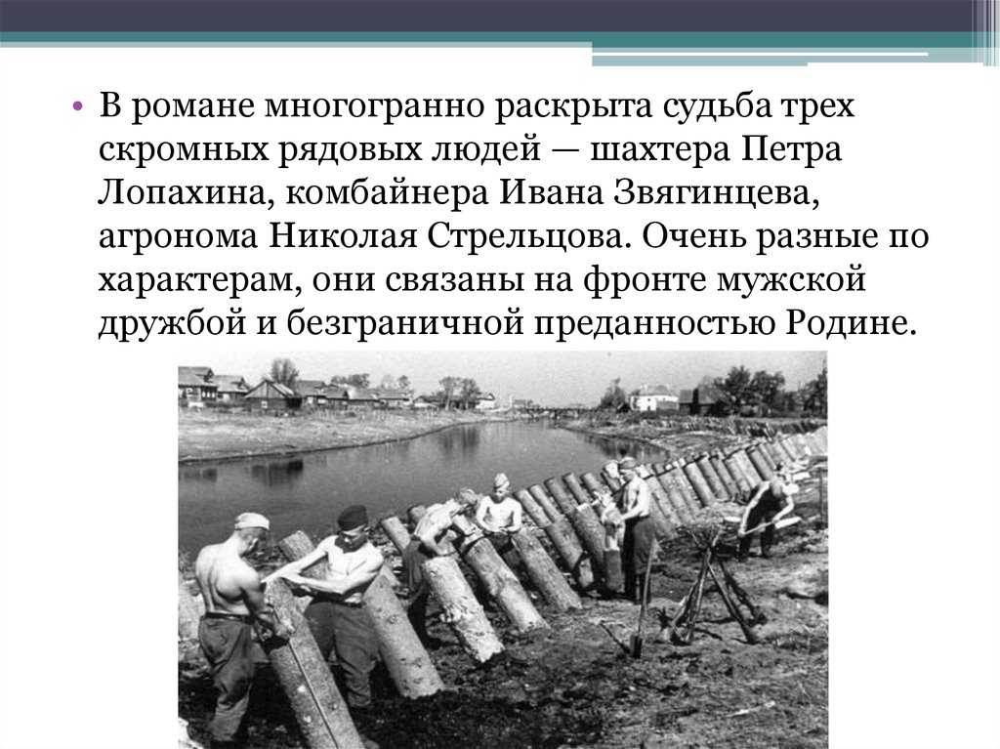 • В романе многогранно раскрыта судьба трех
скромных рядовых людей — шахтера Петра
Лопахина, комбайнера Ивана Звягинцева,
агронома Николая Стрельцова. Очень разные по
характерам, они связаны на фронте мужской
дружбой и безграничной преданностью Родине.